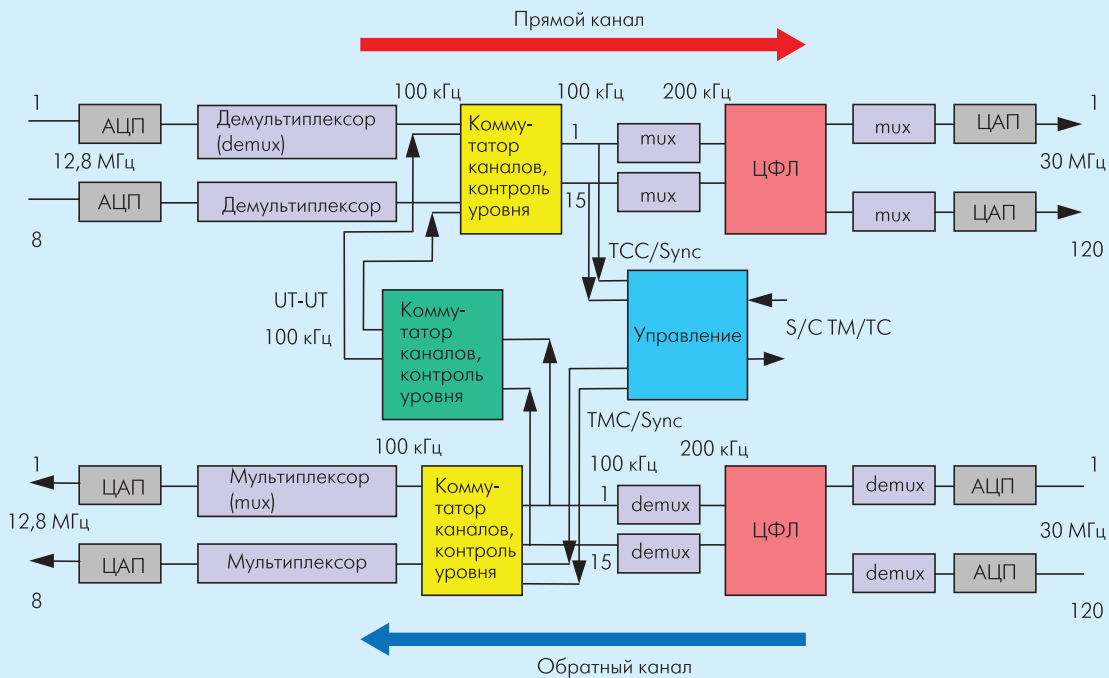 Прямой канал
1
100 кГц
100 кГц
200 кГц
1
АЦП
Демультиплексор
(demux)
Комму-
татор
каналов,
контроль
уровня
1
mux
ЦФЛ
mux
ЦАП
12,8 МГц
30 МГц
АЦП
Демультиплексор
15
mux
mux
ЦАП
8
120
TCC/Sync
UT-UT
100 кГц
Комму-
татор
каналов,
контроль
уровня
Управление
S/C TM/TC
TMC/Sync
1
100 кГц
100 кГц
200 кГц
1
ЦАП
Мультиплексор
(mux)
Комму-
татор
каналов,
контроль
уровня
1
demux
ЦФЛ
demux
АЦП
12,8 МГц
30 МГц
ЦАП
Мультиплексор
15
demux
demux
АЦП
8
120
Обратный канал